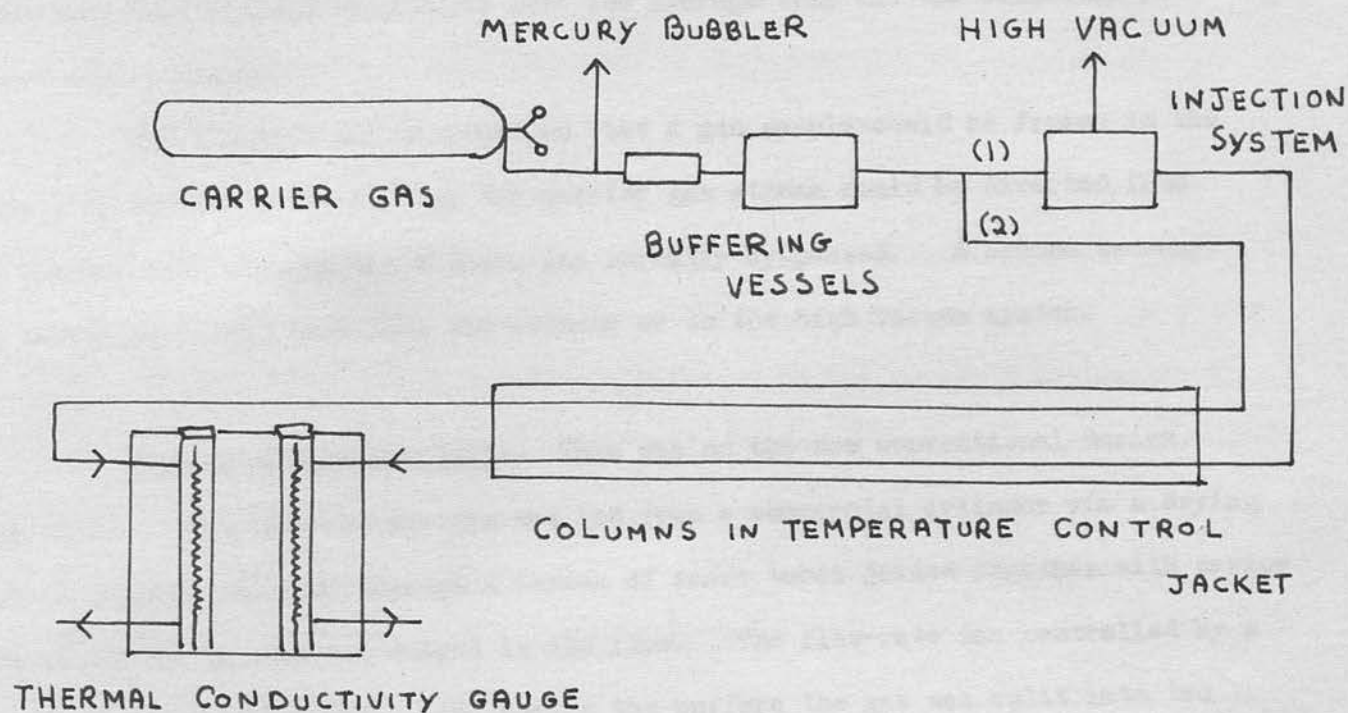 MERCURY BUBBLER
HIGH VACUUM
INJECTION
SYSTEM
CARRIER GAS
(1)
(2)
BUFFERING
VESSELS
COLUMNS IN TEMPERATURE CONTROL
JACKET
THERMAL CONDUCTIVITY GAUGE